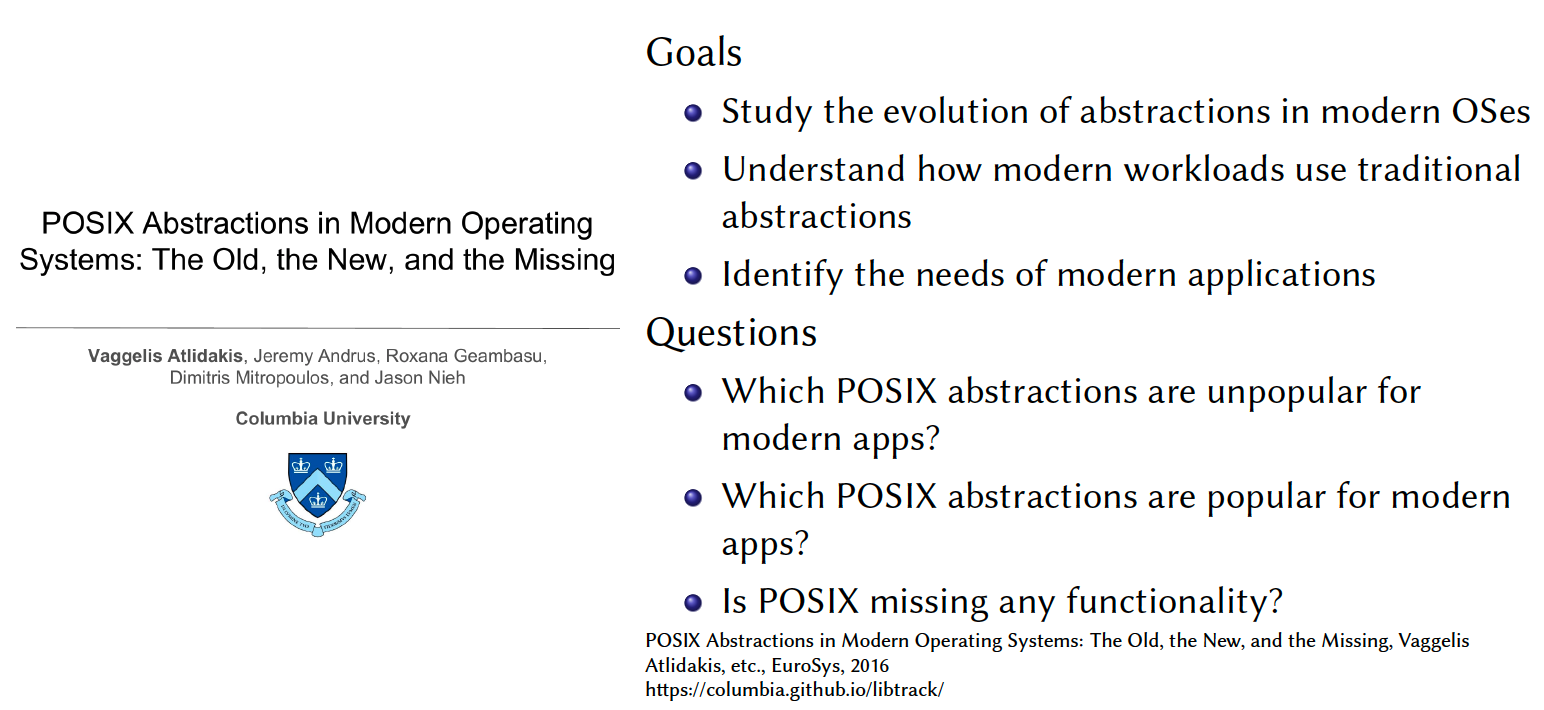 POSIX Abstractions in Modern Operating
Systems: The Old, the New, and the Missing
Vaggelis Atlidakis, Jeremy Andrus, Roxana Geambasu,
Dimitris Mitropoulos, and Jason Nieh
Columbia University
Goals
Study the evolution of abstractions in modern OSes
Understand how modern workloads use traditional
abstractions
Identify the needs of modern applications
Questions
Which POSIX abstractions are unpopular for
modern apps?
Which POSIX abstractions are popular for modern
apps?
Is POSIX missing any functionality?
POSIX Abstractions in Modern Operating Systems: The Old, the New, and the Missing, Vaggelis
Atlidakis, etc., EuroSys, 2016
https://columbia.github.io/libtrack/